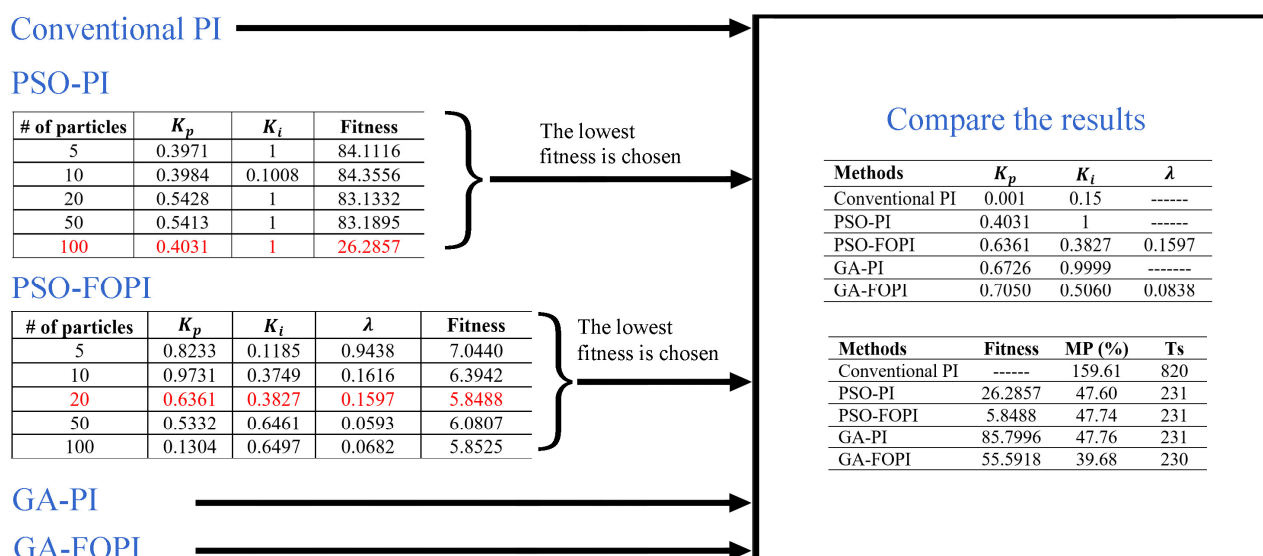 Conventional PI
PSO-PI
# of particles K_p K_i Fitness
5 0.3971 1 84.1116
10 0.3984 0.1008 84.3556
20 0.5428 1 83.1332
50 0.5413 1 83.1895
100 0.4031 1 26.2857
The lowest
fitness is chosen
PSO-FOPI
# of particles K_p K_i λ Fitness
5 0.8233 0.1185 0.9438 7.0440
10 0.9731 0.3749 0.1616 6.3942
20 0.6361 0.3827 0.1597 5.8488
50 0.5332 0.6461 0.0593 6.0807
100 0.1304 0.6497 0.0682 5.8525
The lowest
fitness is chosen
GA-PI
GA-FOPI
Compare the results
Methods K_p K_i λ
Conventional PI 0.001 0.15 ------
PSO-PI 0.4031 1 ------
PSO-FOPI 0.6361 0.3827 0.1597
GA-PI 0.6726 0.9999 -------
GA-FOPI 0.7050 0.5060 0.0838
Methods Fitness MP (%) Ts
Conventional PI ------ 159.61 820
PSO-PI 26.2857 47.60 231
PSO-FOPI 5.8488 47.74 231
GA-PI 85.7996 47.76 231
GA-FOPI 55.5918 39.68 230